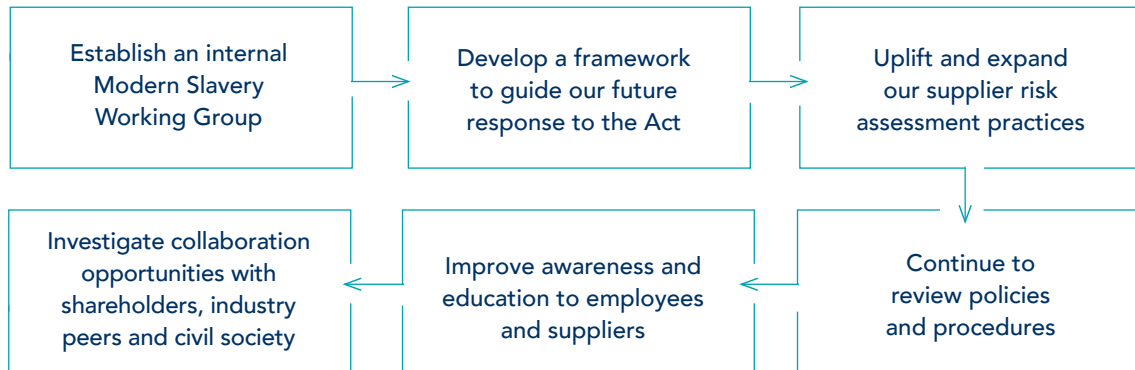 Establish an internal
Modern Slavery
Working Group
Develop a framework
to guide our future
response to the Act
Uplift and expand
our supplier risk
assessment practices
Continue to
review policies
and procedures
Improve awareness and
education to employees
and suppliers
Investigate collaboration
opportunities with
shareholders, industry
peers and civil society